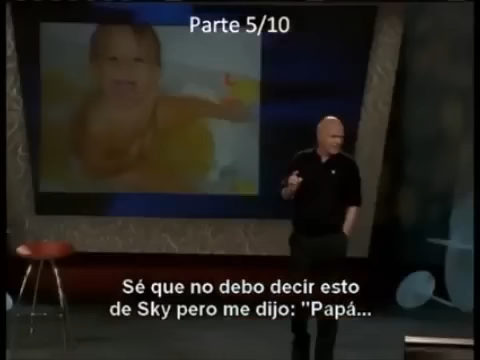 Parte 5/10
Sé que no debo decir esto
de Sky pero me dijo: "Papá...